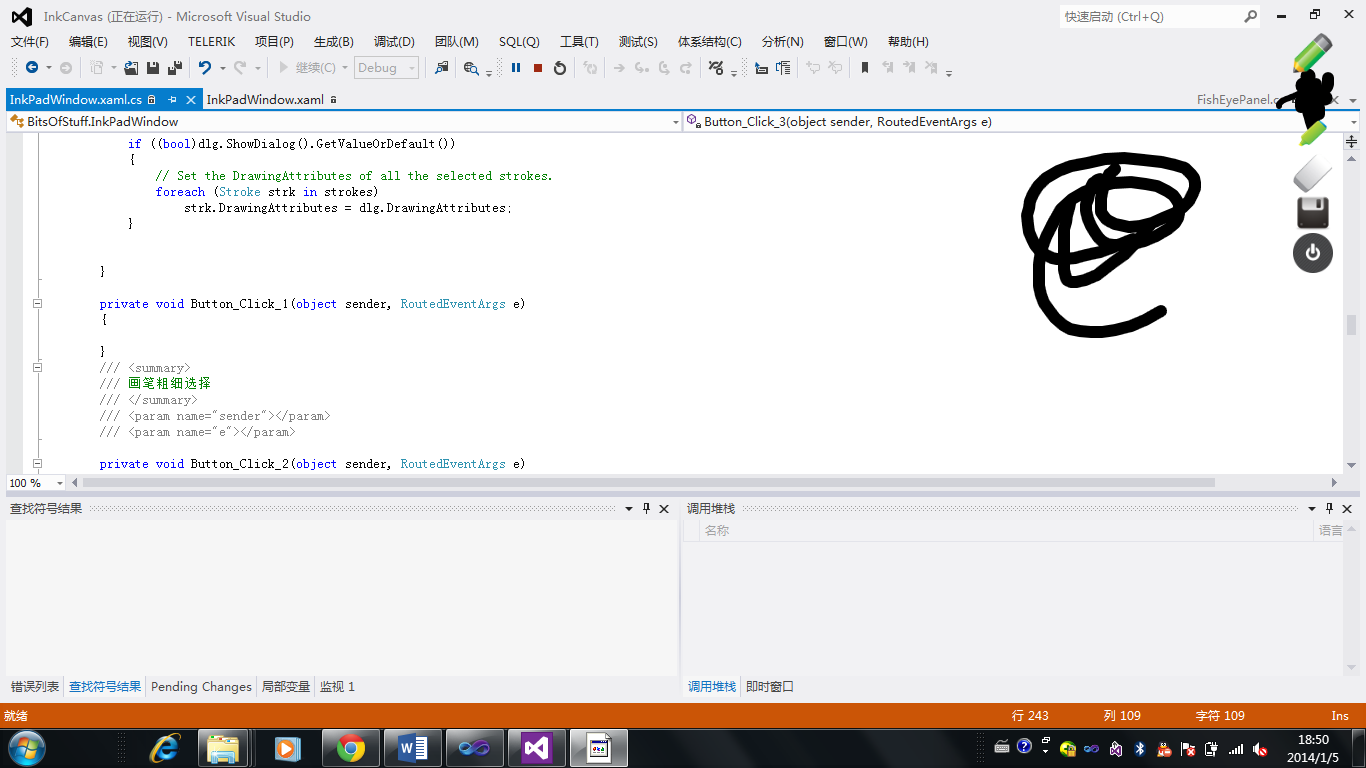 InkCanvas (正在运行) - Microsoft Visual Studio
快速启动 (Ctrl+Q)
文件(F) 编辑(E) 视图(V) TELERIK 项目(P) 生成(B) 调试(D) 团队(M) SQL(Q) 工具(T) 测试(S) 体系结构(C) 分析(N) 窗口(W) 帮助(H)
继续(C) Debug
InkPadWindow.xaml.cs InkPadWindow.xaml FishEyePanel.c
BitsOfStuff.InkPadWindow Button_Click_3(object sender, RoutedEventArgs e)
if ((bool)dlg.ShowDialog().GetValueOrDefault())
{
// Set the DrawingAttributes of all the selected strokes.
foreach (Stroke strk in strokes)
strk.DrawingAttributes = dlg.DrawingAttributes;
}
}
private void Button_Click_1(object sender, RoutedEventArgs e)
{
}
/// <summary>
/// 画笔粗细选择
/// </summary>
/// <param name="sender"></param>
/// <param name="e"></param>
private void Button_Click_2(object sender, RoutedEventArgs e)
100 %
查找符号结果 调用堆栈
名称 语言
错误列表 查找符号结果 Pending Changes 局部变量 监视 1 调用堆栈 即时窗口
就绪 行 243 列 109 字符 109 Ins
18:50
2014/1/5